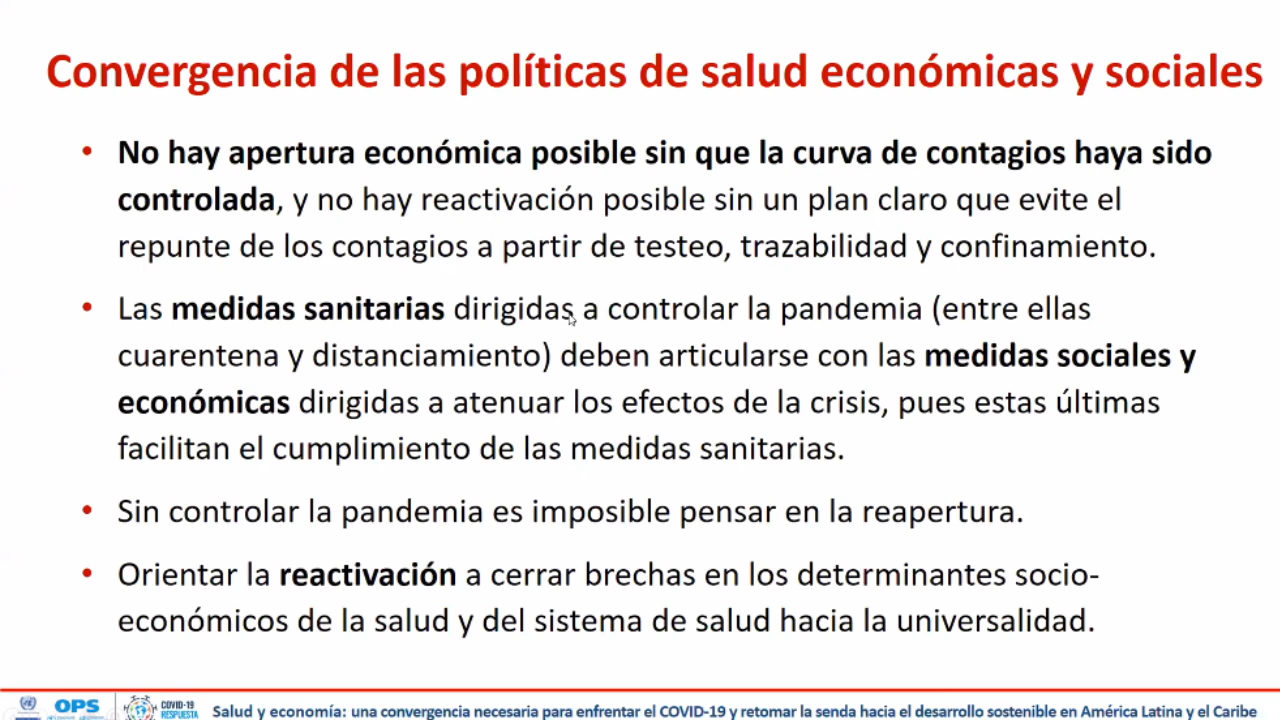 Convergencia de las políticas de salud económicas y sociales
• No hay apertura económica posible sin que la curva de contagios haya sido
controlada, y no hay reactivación posible sin un plan claro que evite el
repunte de los contagios a partir de testeo, trazabilidad y confinamiento.
• Las medidas sanitarias dirigidas a controlar la pandemia (entre ellas
cuarentena y distanciamiento) deben articularse con las medidas sociales y
económicas dirigidas a atenuar los efectos de la crisis, pues estas últimas
facilitan el cumplimiento de las medidas sanitarias.
• Sin controlar la pandemia es imposible pensar en la reapertura.
• Orientar la reactivación a cerrar brechas en los determinantes socio-
económicos de la salud y del sistema de salud hacia la universalidad.
OPS
COVID-19
RESPUESTA
Salud y economía: una convergencia necesaria para enfrentar el COVID-19 y retomar la senda hacia el desarrollo sostenible en América Latina y el Caribe